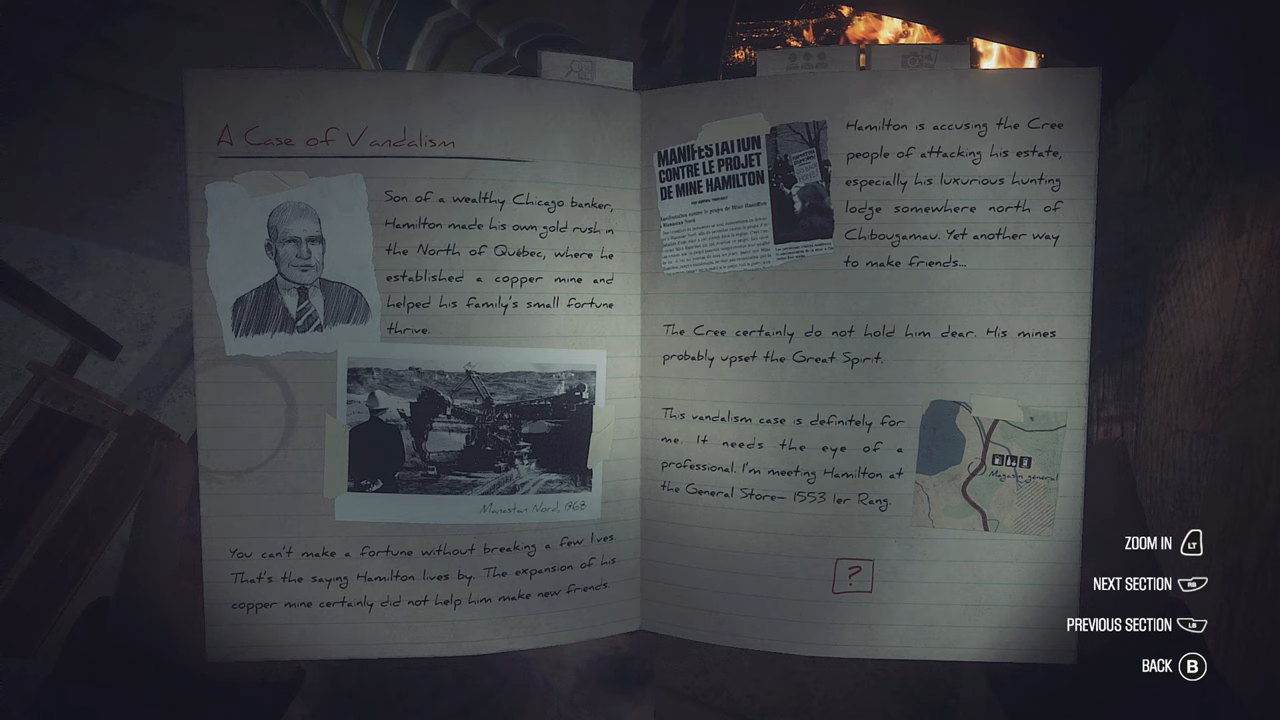 A Case of Vandalism
Son of a wealthy Chicago banker,
Hamilton made his own gold rush in
the North of Québec, where he
established a copper mine and
helped his family's small fortune
thrive.
Manastan Nord, 1968
You can't make a fortune without breaking a few lives.
That's the saying Hamilton lives by. The expansion of his
copper mine certainly did not help him make new friends.
MANIFESTATION
CONTRE LE PROJET
DE MINE HAMILTON
Hamilton is accusing the Cree
people of attacking his estate,
especially his luxurious hunting
lodge somewhere north of
Chibougamau. Yet another way
to make friends...
The Cree certainly do not hold him dear. His mines
probably upset the Great Spirit.
This vandalism case is definitely for
me. It needs the eye of a
professional. I'm meeting Hamilton at
the General Store- 1553 1er Rang.
Magasin général
?
ZOOM IN LT
NEXT SECTION RB
PREVIOUS SECTION LB
BACK B